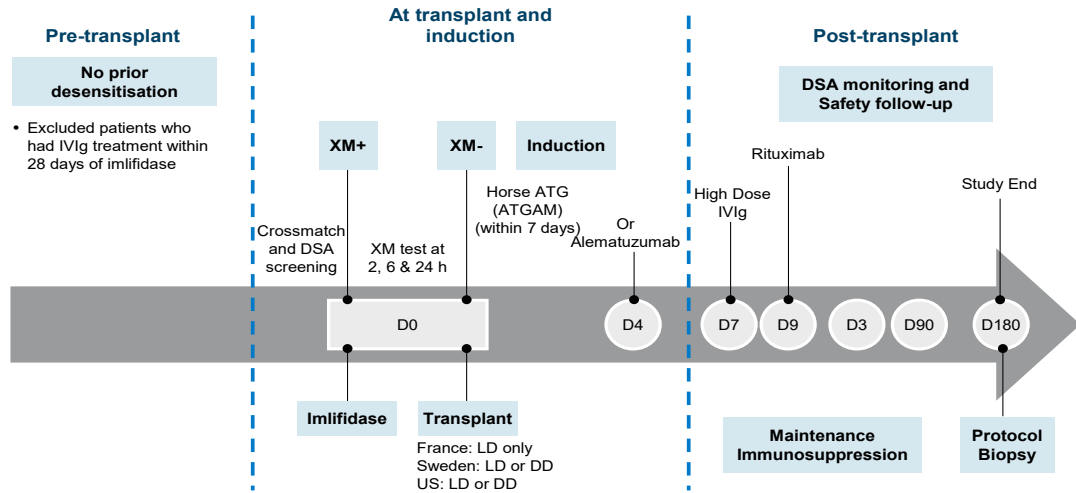 Pre-transplant
At transplant and
induction
Post-transplant
No prior
desensitisation
• Excluded patients who
had IVIg treatment within
28 days of imlifidase
XM+
XM-
Induction
DSA monitoring and
Safety follow-up
Crossmatch
and DSA
screening
XM test at
2, 6 & 24 h
Horse ATG
(ATGAM)
(within 7 days)
Or
Alematuzumab
High Dose
IVIg
Rituximab
Study End
D0
D4
D7
D9
D3
D90
D180
Imlifidase
Transplant
France: LD only
Sweden: LD or DD
US: LD or DD
Maintenance
Immunosuppression
Protocol
Biopsy